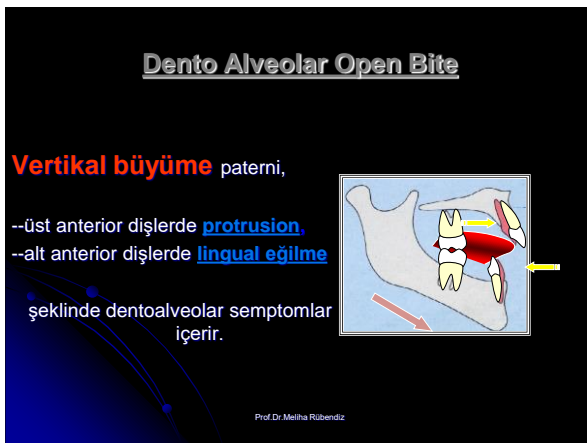 Dento Alveolar Open Bite
Vertikal büyüme paterni,
--üst anterior dişlerde protrusion,
--alt anterior dişlerde lingual eğilme
şeklinde dentoalveolar semptomlar
içerir.
Prof.Dr.Meliha Rübendiz